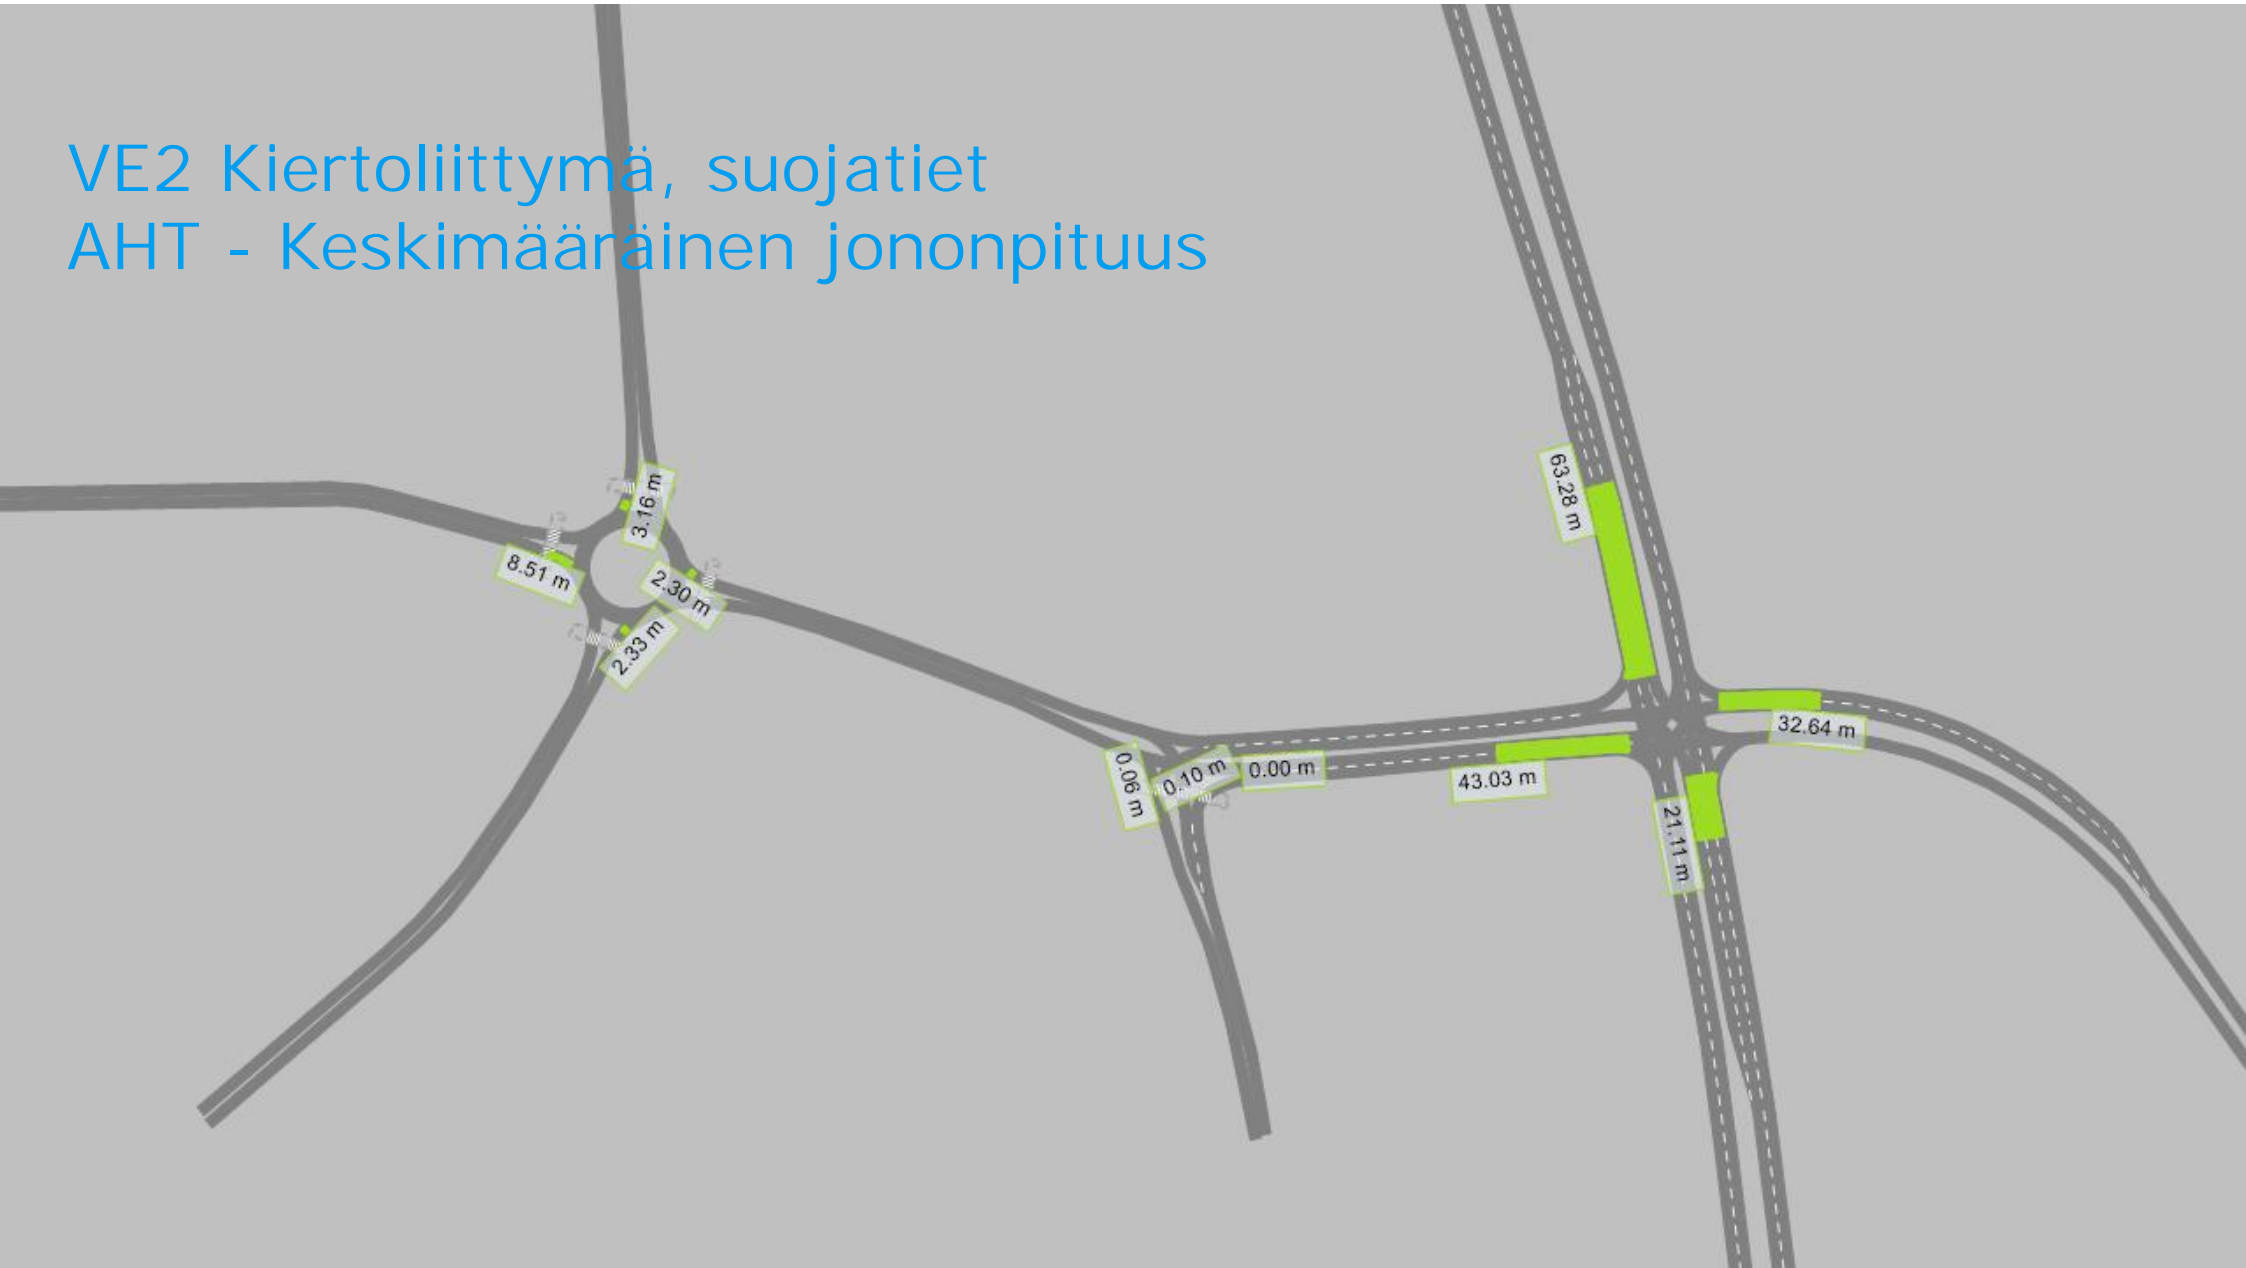 VE2 Kiertoliittymä, suojatiet
AHT - Keskimääräinen jononpituus
63.28 m
3.16 m
8.51 m
2.30 m
2.33 m
32.64 m
0.06 m
0.10 m
0.00 m
43.03 m
21.11 m